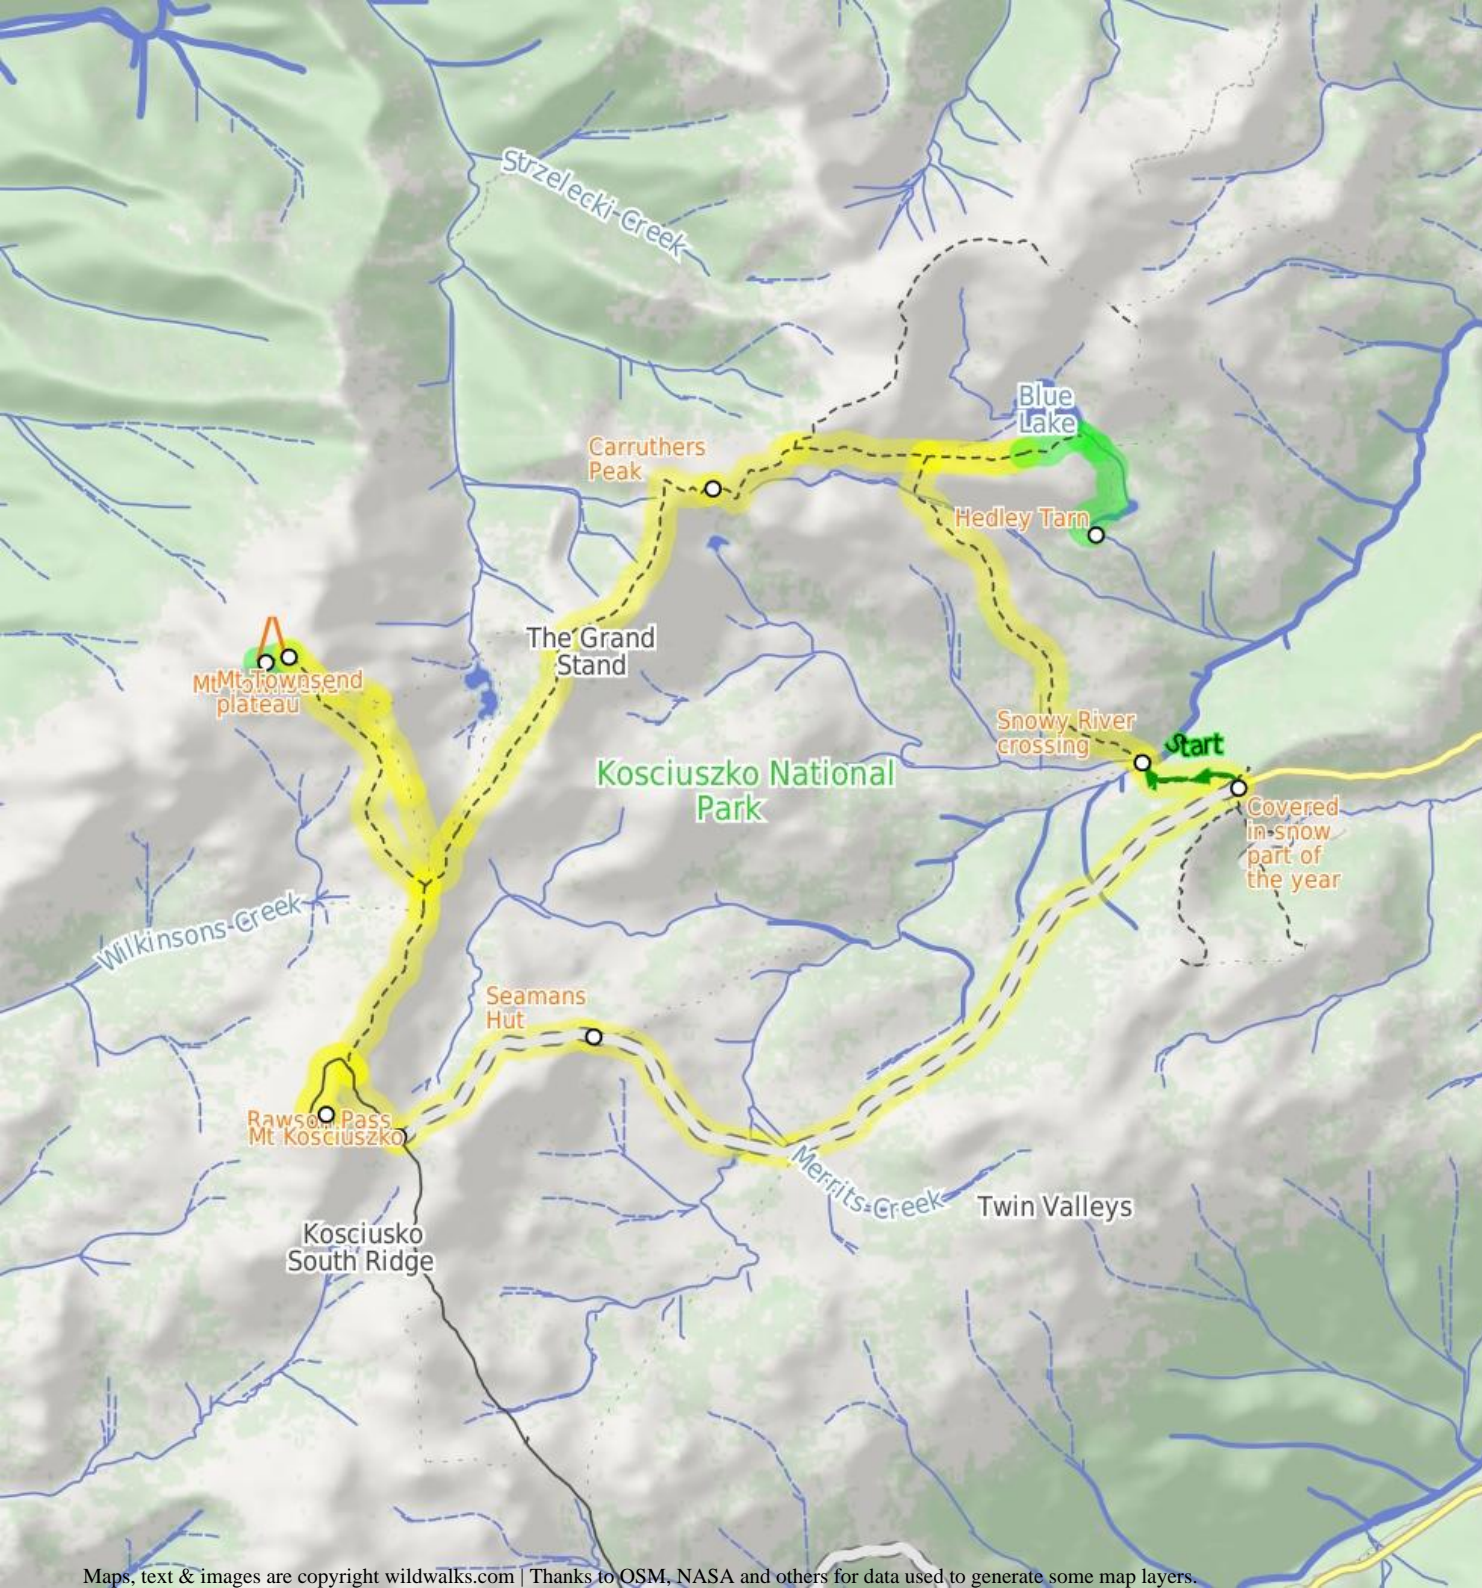 Strzelecki Creek
Blue
Lake
Carruthers
Peak
Hedley Tarn
The Grand
Stand
Mt Townsend
plateau
Snowy River
crossing
Start
Kosciuszko National
Park
Covered
in snow
part of
the year
Wilkinsons Creek
Seamans
Hut
Rawson Pass
Mt Kosciuszko
Merrits Creek
Twin Valleys
Kosciusko
South Ridge
Maps, text & images are copyright wildwalks.com | Thanks to OSM, NASA and others for data used to generate some map layers.